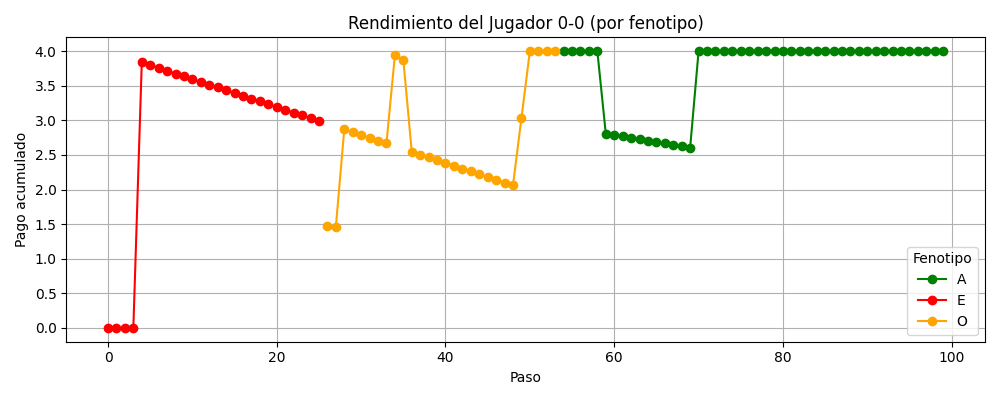 Rendimiento del Jugador 0-0 (por fenotipo)
Pago acumulado
4.0
3.5
3.0
2.5
2.0
1.5
1.0
0.5
0.0
0 20 40 60 80 100
Paso
Fenotipo
A
E
O